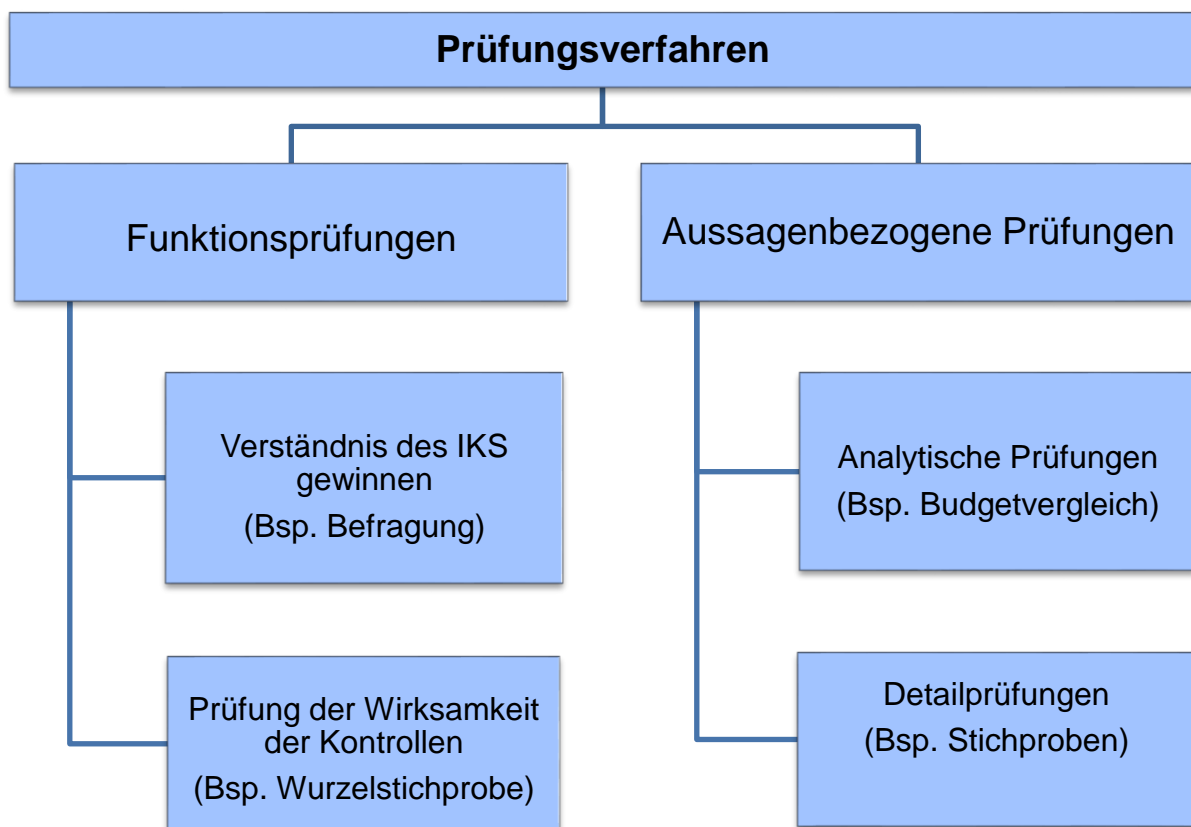 Prüfungsverfahren
Funktionsprüfungen
Aussagenbezogene Prüfungen
Verständnis des IKS
gewinnen
(Bsp. Befragung)
Analytische Prüfungen
(Bsp. Budgetvergleich)
Prüfung der Wirksamkeit
der Kontrollen
(Bsp. Wurzelstichprobe)
Detailprüfungen
(Bsp. Stichproben)